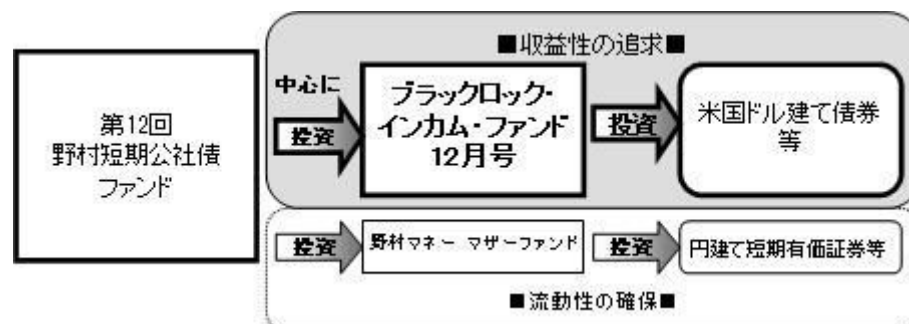 ■収益性の追求■
第12回
野村短期公社債
ファンド
中心に
投資
ブラックロック・
インカム・ファンド
12月号
投資
米国ドル建て債券
等
投資
野村マネー マザーファンド
投資
円建て短期有価証券等
■流動性の確保■